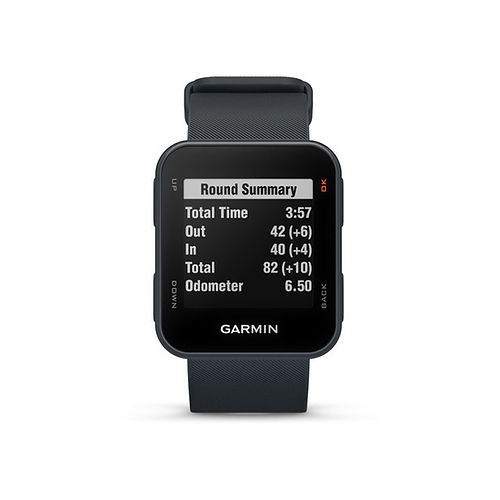 UP
OK
Round Summary
Total Time 3:57
Out 42 (+6)
In 40 (+4)
Total 82 (+10)
Odometer 6.50
DOWN
BACK
GARMIN